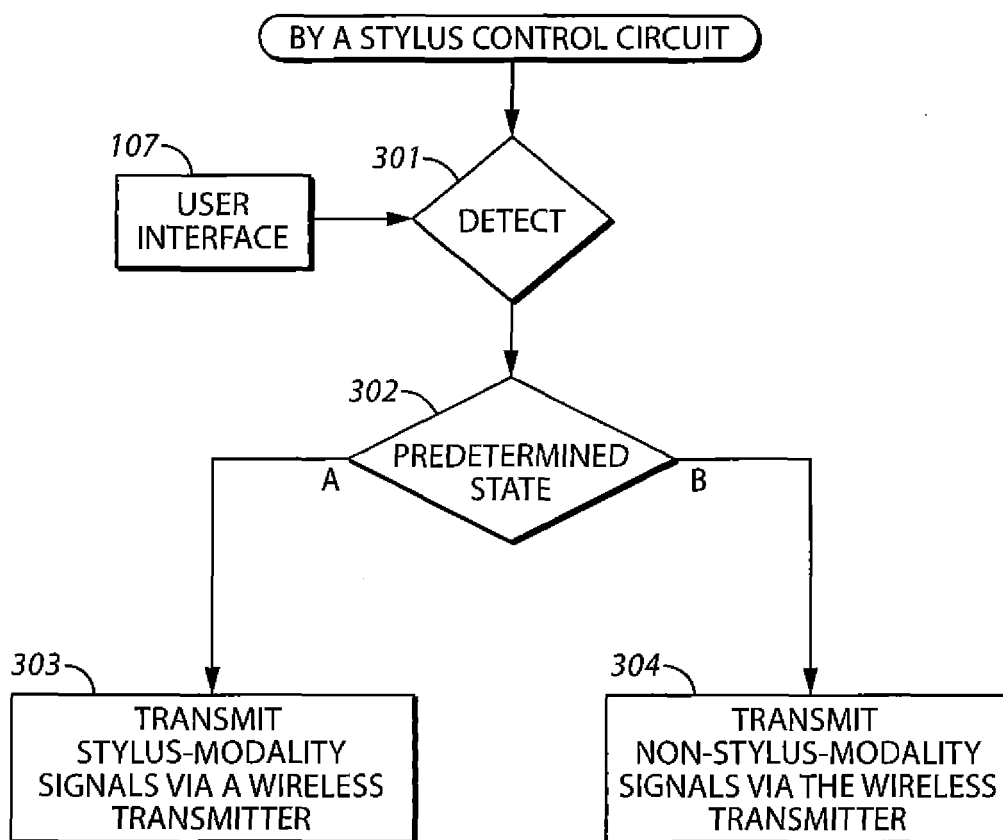 BY A STYLUS CONTROL CIRCUIT
107
USER
INTERFACE
301
DETECT
302
PREDETERMINED
STATE
A
B
303
TRANSMIT
STYLUS-MODALITY
SIGNALS VIA A WIRELESS
TRANSMITTER
304
TRANSMIT
NON-STYLUS-MODALITY
SIGNALS VIA THE WIRELESS
TRANSMITTER